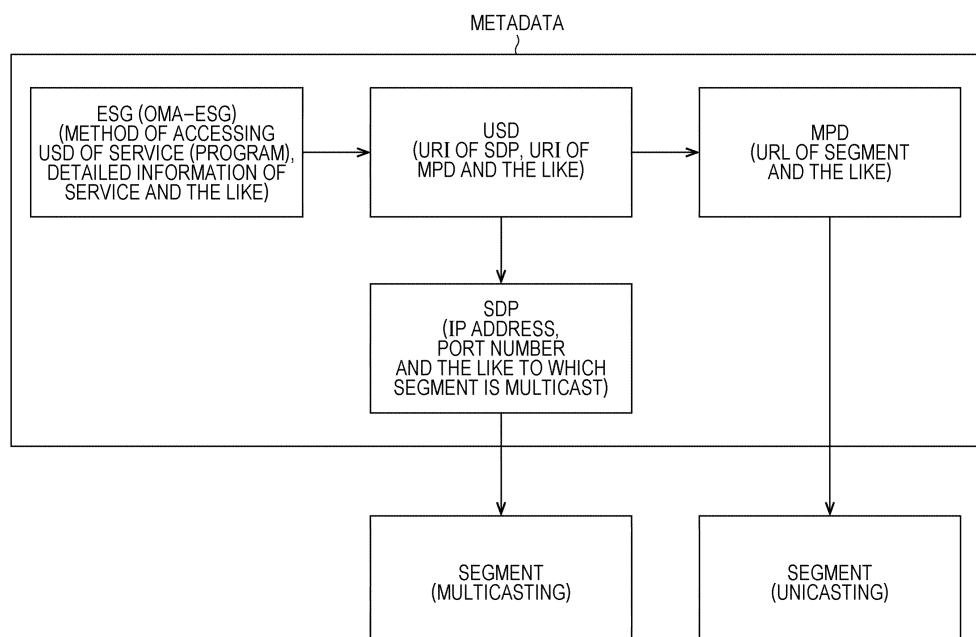 METADATA
ESG (OMA-ESG)
(METHOD OF ACCESSING
USD OF SERVICE (PROGRAM),
DETAILED INFORMATION OF
SERVICE AND THE LIKE)
USD
(URI OF SDP, URI OF
MPD AND THE LIKE)
MPD
(URL OF SEGMENT
AND THE LIKE)
SDP
(IP ADDRESS,
PORT NUMBER
AND THE LIKE TO WHICH
SEGMENT IS MULTICAST)
SEGMENT
(MULTICASTING)
SEGMENT
(UNICASTING)